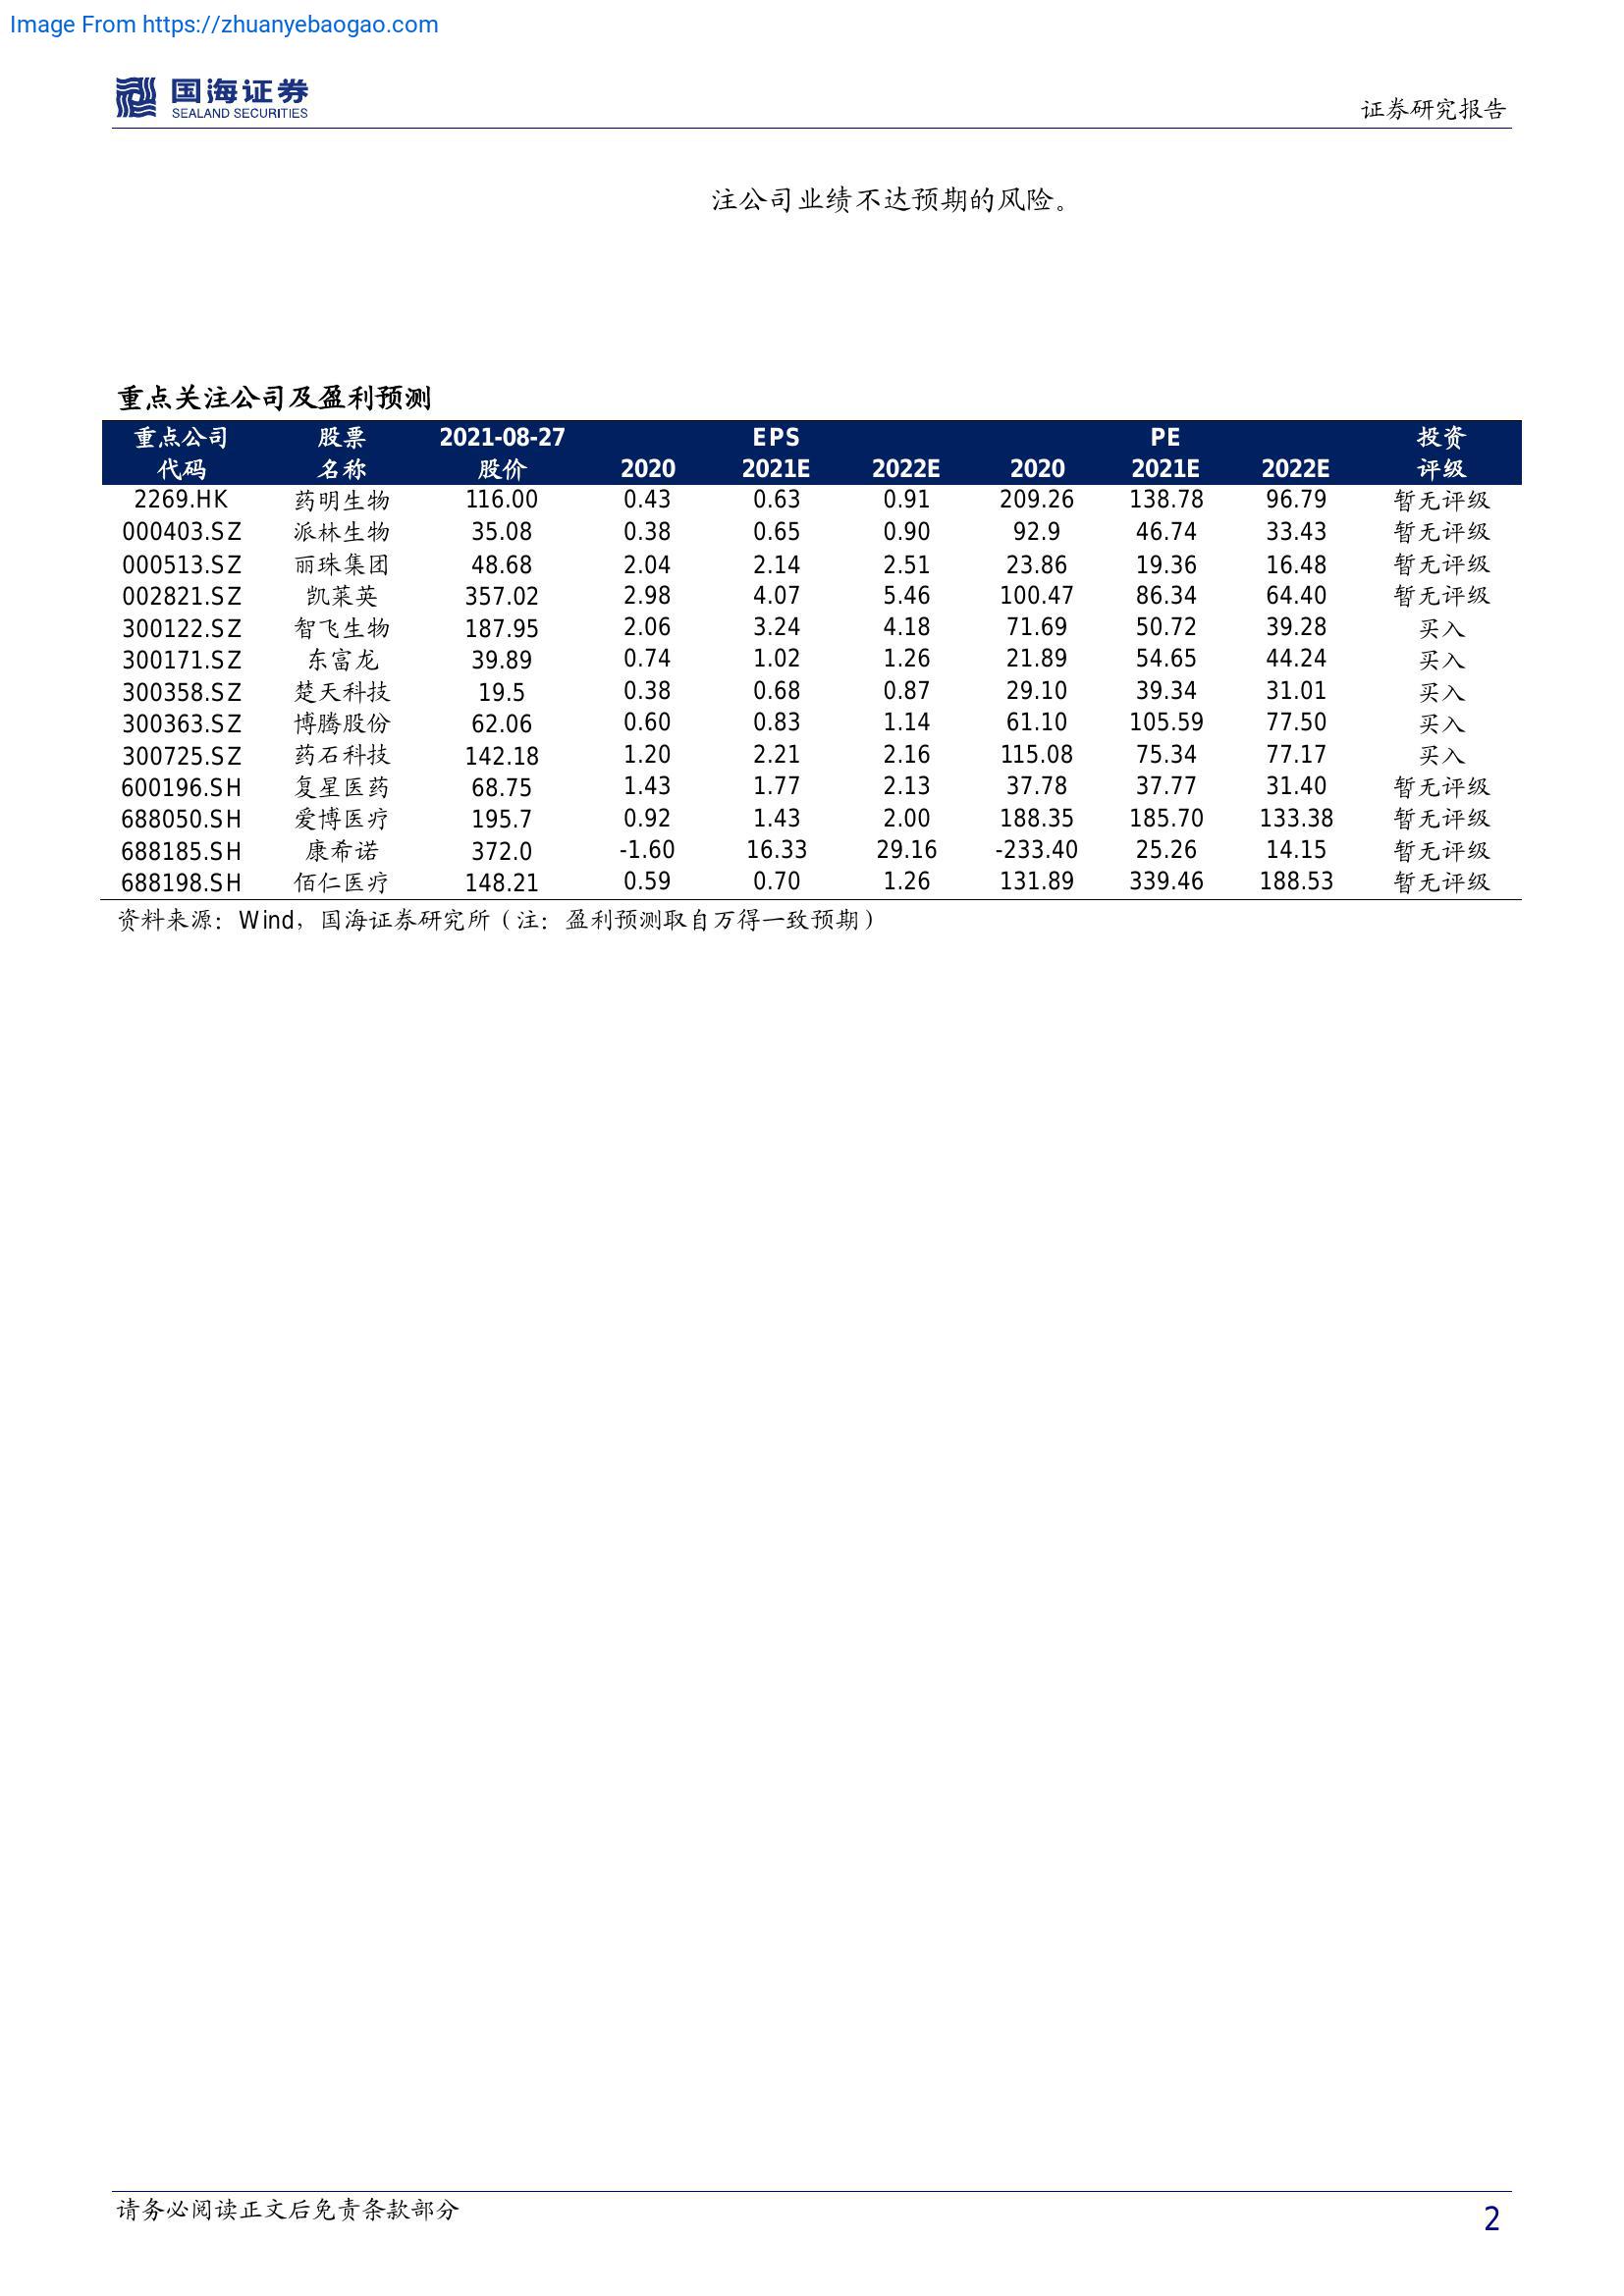 Image From https://zhuanyebaogao.com
国海证券
SEALAND SECURITIES
证券研究报告
注公司业绩不达预期的风险。
重点关注公司及盈利预测
重点公司 股票 2021-08-27 EPS PE 投资
代码 名称 股价 2020 2021E 2022E 2020 2021E 2022E 评级
2269.HK 药明生物 116.00 0.43 0.63 0.91 209.26 138.78 96.79 暂无评级
000403.SZ 派林生物 35.08 0.38 0.65 0.90 92.9 46.74 33.43 暂无评级
000513.SZ 丽珠集团 48.68 2.04 2.14 2.51 23.86 19.36 16.48 暂无评级
002821.SZ 凯莱英 357.02 2.98 4.07 5.46 100.47 86.34 64.40 暂无评级
300122.SZ 智飞生物 187.95 2.06 3.24 4.18 71.69 50.72 39.28 买入
300171.SZ 东富龙 39.89 0.74 1.02 1.26 21.89 54.65 44.24 买入
300358.SZ 楚天科技 19.5 0.38 0.68 0.87 29.10 39.34 31.01 买入
300363.SZ 博腾股份 62.06 0.60 0.83 1.14 61.10 105.59 77.50 买入
300725.SZ 药石科技 142.18 1.20 2.21 2.16 115.08 75.34 77.17 买入
600196.SH 复星医药 68.75 1.43 1.77 2.13 37.78 37.77 31.40 暂无评级
688050.SH 爱博医疗 195.7 0.92 1.43 2.00 188.35 185.70 133.38 暂无评级
688185.SH 康希诺 372.0 -1.60 16.33 29.16 -233.40 25.26 14.15 暂无评级
688198.SH 佰仁医疗 148.21 0.59 0.70 1.26 131.89 339.46 188.53 暂无评级
资料来源：Wind，国海证券研究所（注：盈利预测取自万得一致预期）
请务必阅读正文后免责条款部分
2